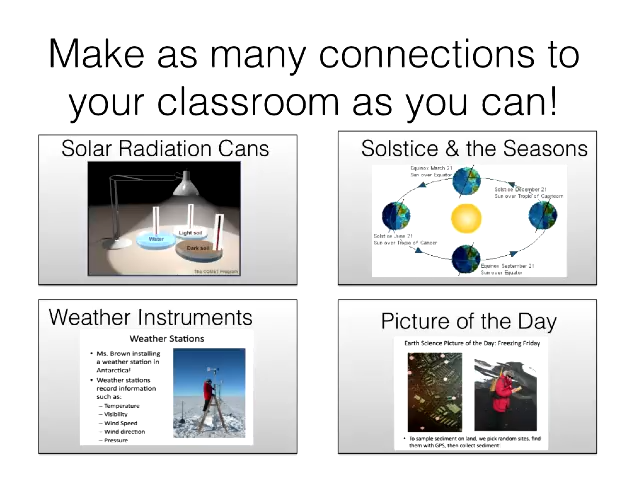 Make as many connections to
your classroom as you can!
Solar Radiation Cans
Water
Light soil
Dark soil
The COMET Program
Solstice & the Seasons
Equinox March 21
Sun over Equator
Solstice December 21
Sun over Tropic of Capricorn
Solstice June 21
Sun over Tropic of Cancer
Equinox September 21
Sun over Equator
Weather Instruments
Weather Stations
• Ms. Brown installing
a weather station in
Antarctica!
• Weather stations
record information
such as:
– Temperature
– Visibility
– Wind Speed
– Wind direction
– Pressure
Picture of the Day
Earth Science Picture of the Day: Freezing Friday
• To sample sediment on land, we pick random sites, find
them with GPS, then collect sediment